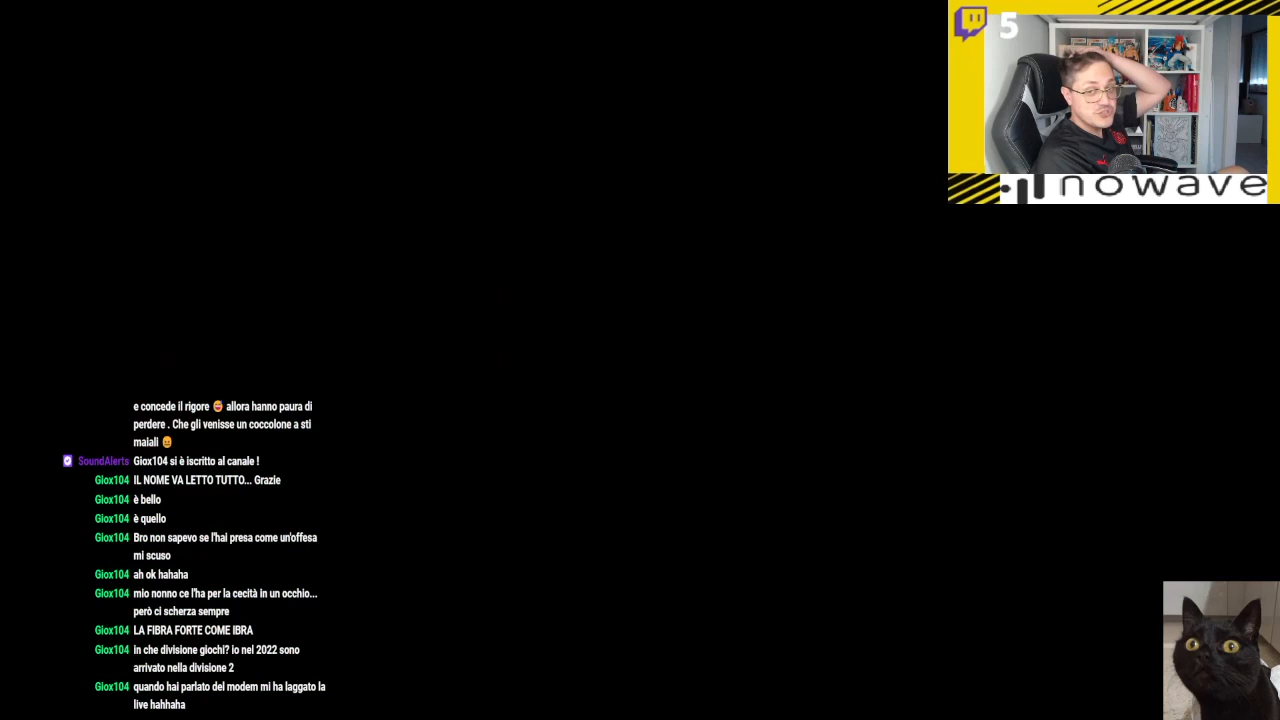 5
nowave
e concede il rigore 😅 allora hanno paura di
perdere . Che gli venisse un coccolone a sti
maiali 😖
SoundAlerts Giox104 si è iscritto al canale !
Giox104 IL NOME VA LETTO TUTTO... Grazie
Giox104 è bello
Giox104 è quello
Giox104 Bro non sapevo se l'hai presa come un'offesa
mi scuso
Giox104 ah ok hahaha
Giox104 mio nonno ce l'ha per la cecità in un occhio...
però ci scherza sempre
Giox104 LA FIBRA FORTE COME IBRA
Giox104 in che divisione giochi? io nel 2022 sono
arrivato nella divisione 2
Giox104 quando hai parlato del modem mi ha laggato la
live hahhaha